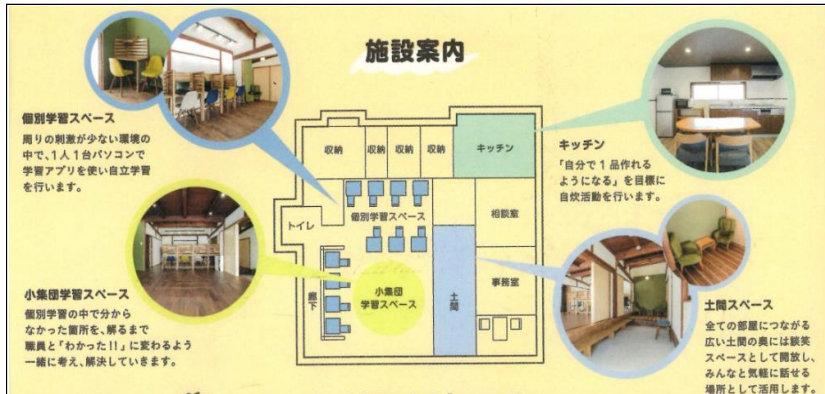 施設案内
個別学習スペース
周りの刺激が少ない環境の
中で、1人1台パソコンで
学習アプリを使い自立学習
を行います。
小集団学習スペース
個別学習の中で分から
なかった箇所を、解るまで
職員と「わかった!!」に変わるよう
一緒に考え、解決していきます。
収納
収納
収納
収納
キッチン
個別学習スペース
トイレ
相談室
廊下
小集団
学習スペース
土間
事務室
キッチン
「自分で1品作れる
ようになる」を目標に
自炊活動を行います。
土間スペース
全ての部屋につながる
広い土間の奥には談笑
スペースとして開放し、
みんなと気軽に話せる
場所として活用します。